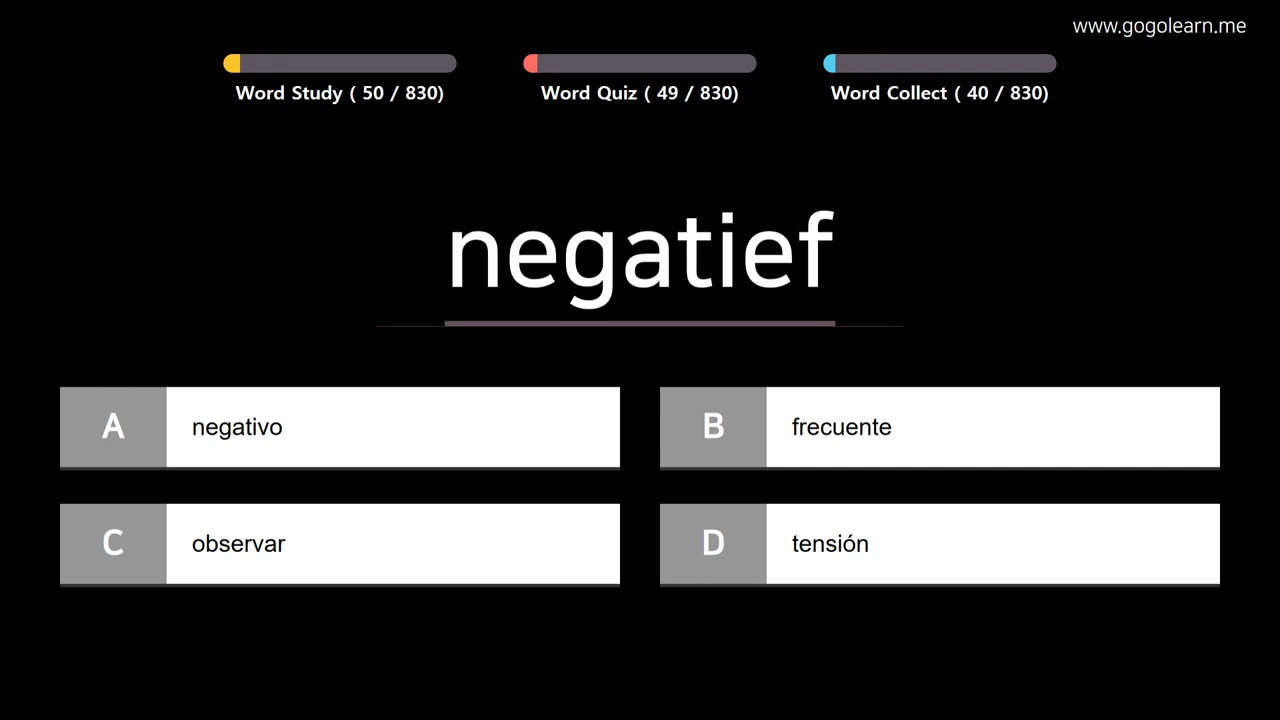 www.gogolearn.me
Word Study ( 50 / 830)
Word Quiz ( 49 / 830)
Word Collect ( 40 / 830)
negatief
A negativo
B frecuente
C observar
D tensión